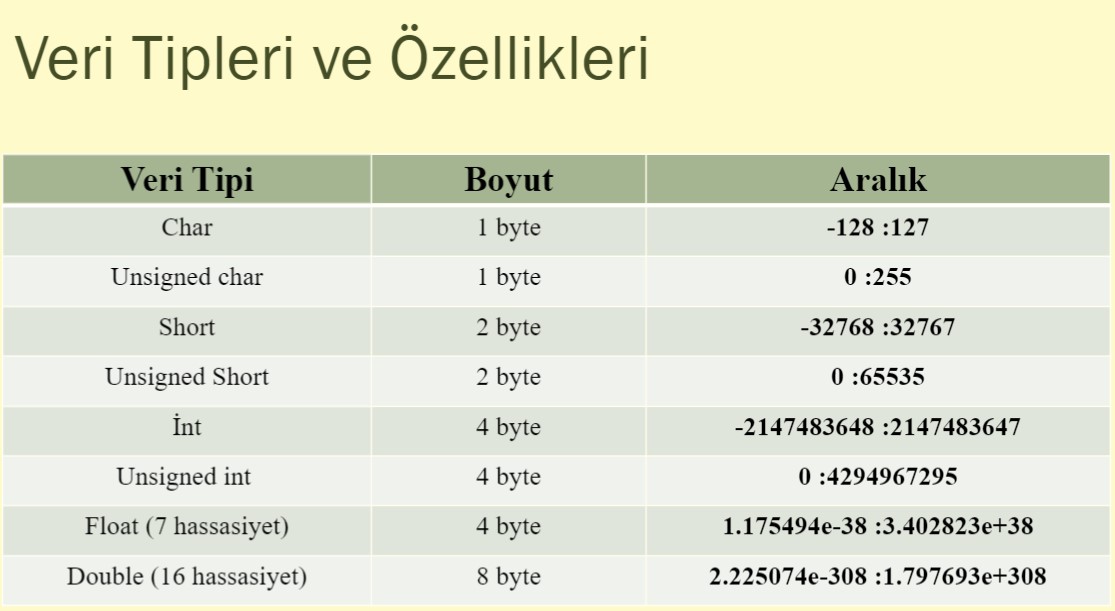 Veri Tipleri ve Özellikleri
Veri Tipi Boyut Aralık
Char 1 byte -128 :127
Unsigned char 1 byte 0 :255
Short 2 byte -32768 :32767
Unsigned Short 2 byte 0 :65535
İnt 4 byte -2147483648 :2147483647
Unsigned int 4 byte 0 :4294967295
Float (7 hassasiyet) 4 byte 1.175494e-38 :3.402823e+38
Double (16 hassasiyet) 8 byte 2.225074e-308 :1.797693e+308